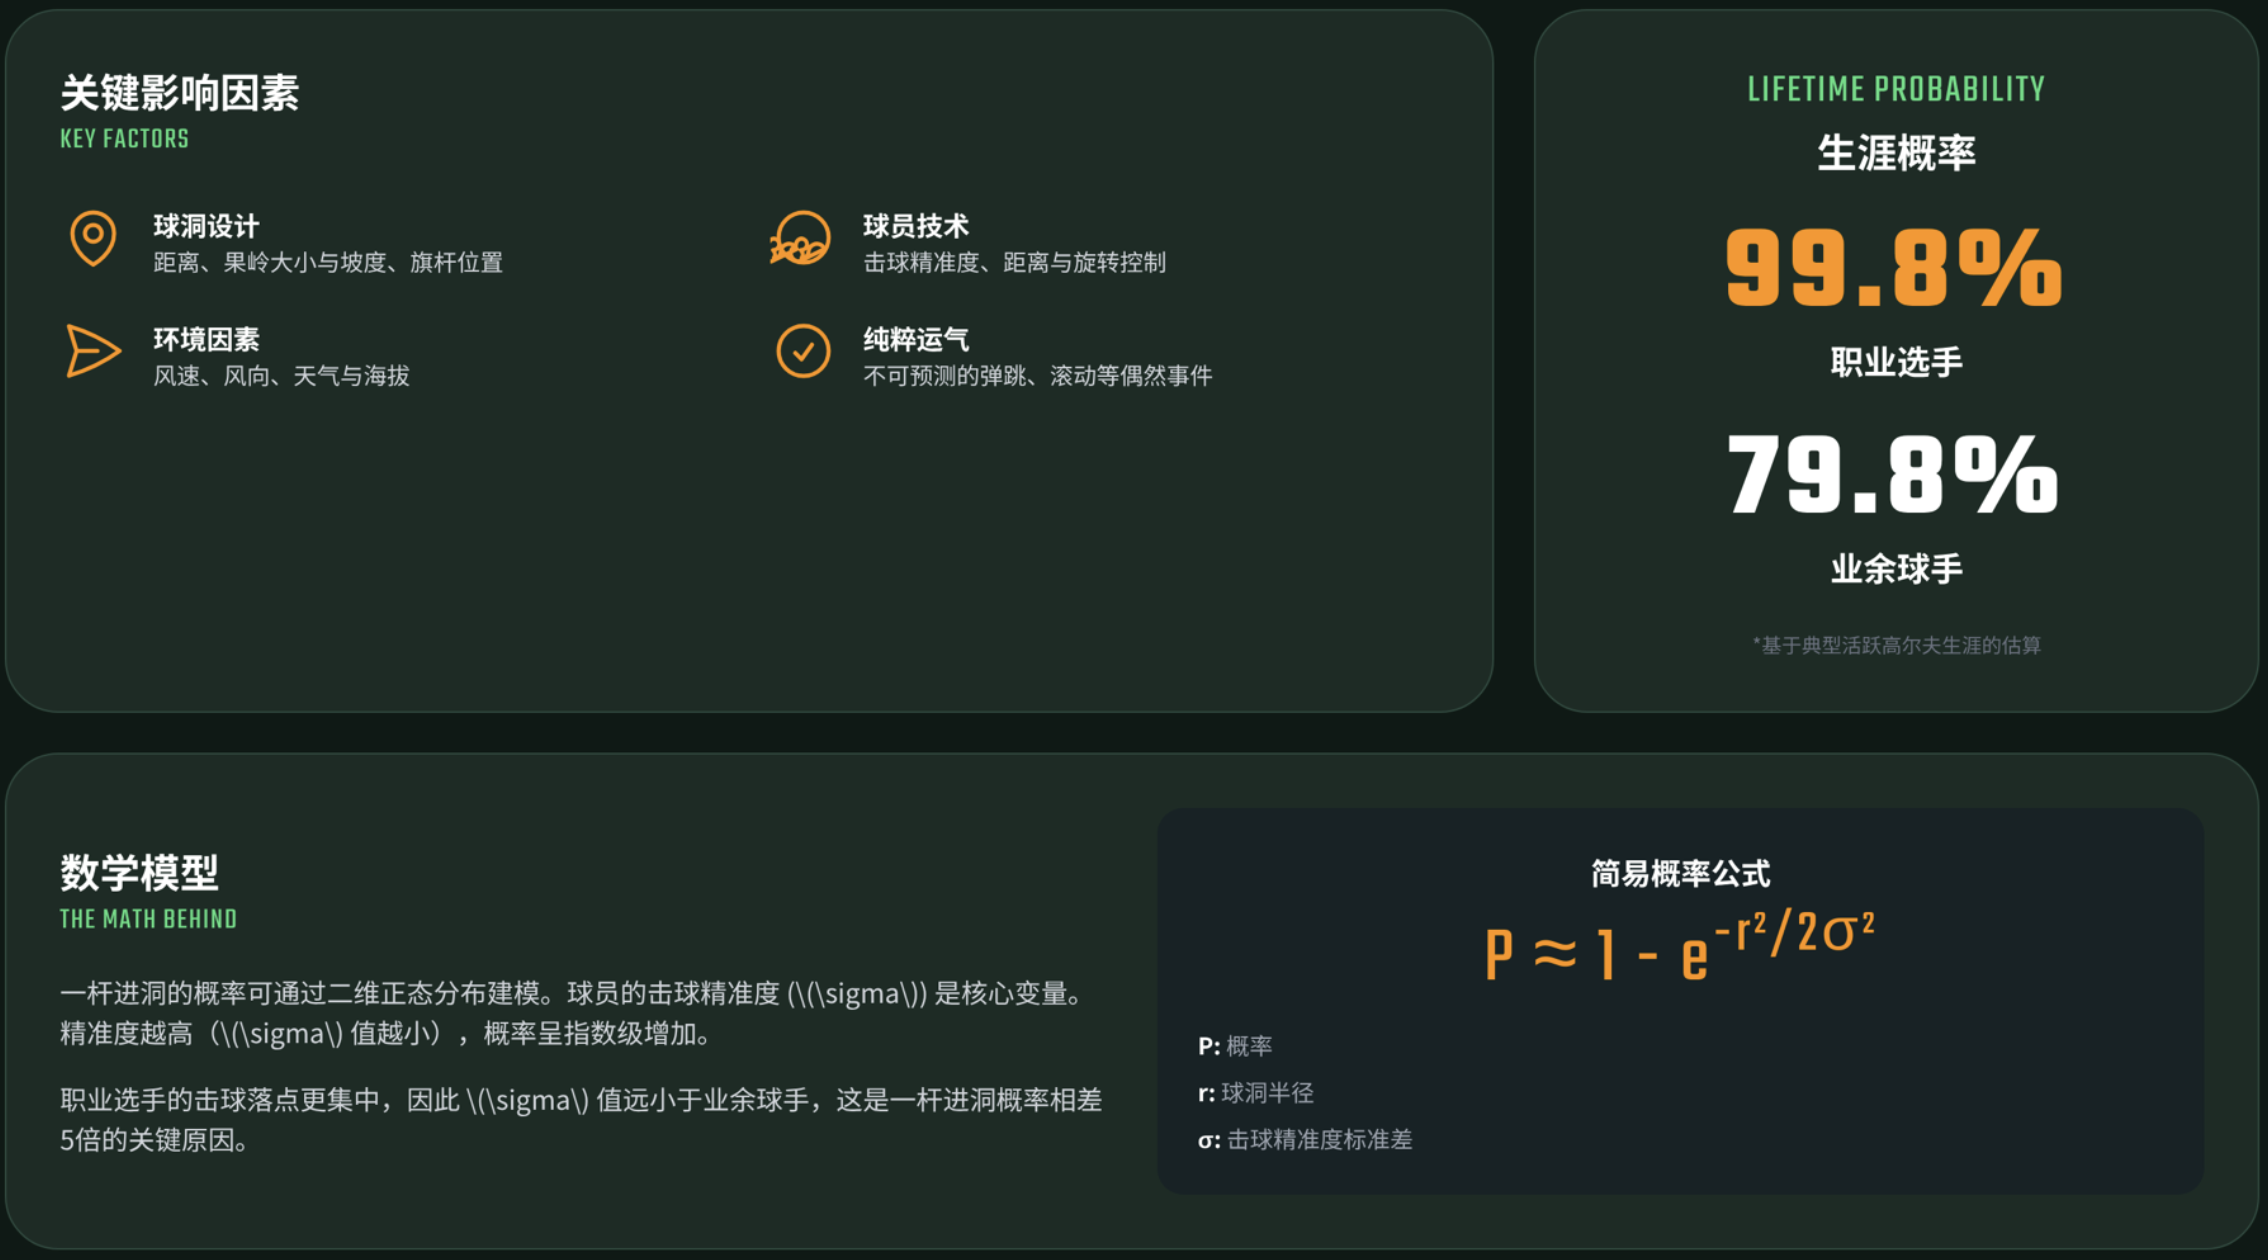 关键影响因素
KEY FACTORS
球洞设计
距离、果岭大小与坡度、旗杆位置
球员技术
击球精准度、距离与旋转控制
环境因素
风速、风向、天气与海拔
纯粹运气
不可预测的弹跳、滚动等偶然事件
LIFETIME PROBABILITY
生涯概率
99.8%
职业选手
79.8%
业余球手
*基于典型活跃高尔夫生涯的估算
数学模型
THE MATH BEHIND
一杆进洞的概率可通过二维正态分布建模。球员的击球精准度 (\(\sigma\)) 是核心变量。
精准度越高（\(\sigma\) 值越小），概率呈指数级增加。
职业选手的击球落点更集中，因此 \(\sigma\) 值远小于业余球手，这是一杆进洞概率相差
5倍的关键原因。
简易概率公式
P ≈ 1 - e^-r²/2σ²
P: 概率
r: 球洞半径
σ: 击球精准度标准差